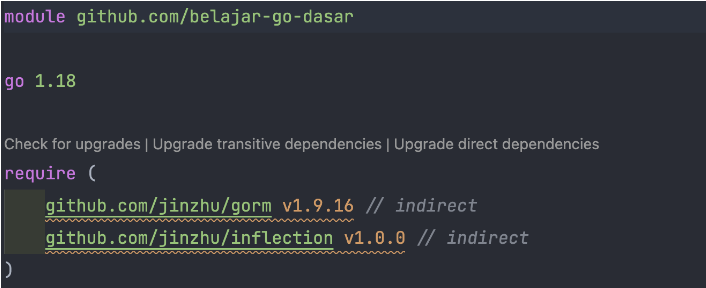 module github.com/belajar-go-dasar
go 1.18
Check for upgrades | Upgrade transitive dependencies | Upgrade direct dependencies
require (
github.com/jinzhu/gorm v1.9.16 // indirect
github.com/jinzhu/inflection v1.0.0 // indirect
)